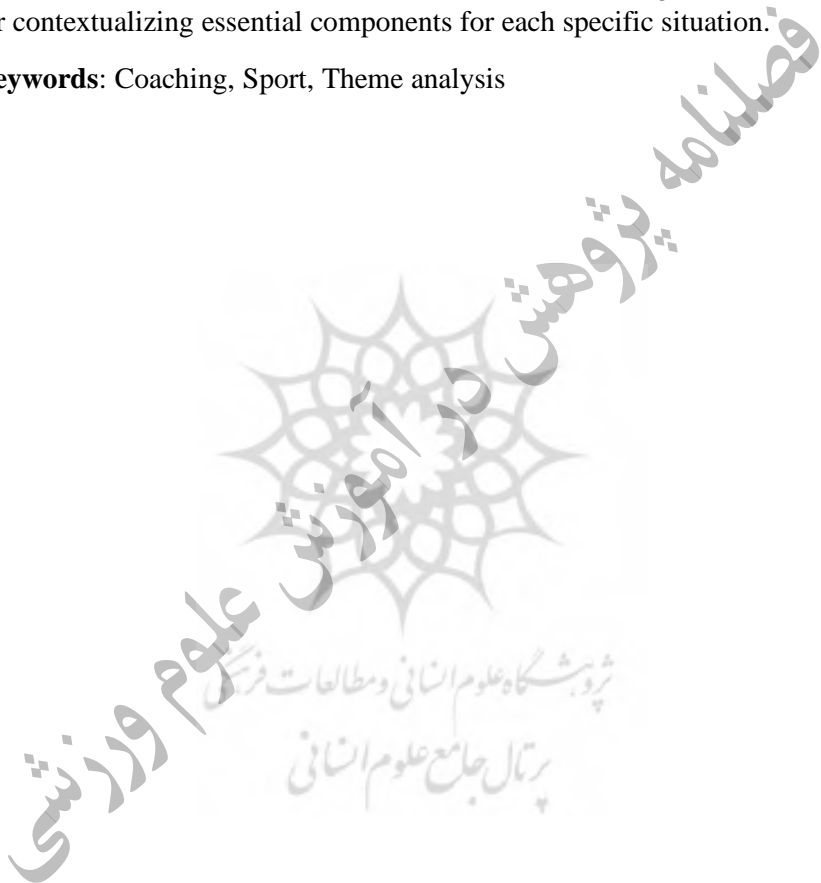 r contextualizing essential components for each specific situation.
eywords: Coaching, Sport, Theme analysis
فصلنامه پژوهش در آموزش علوم ورزشی
پژوهشگاه علوم انسانی و مطالعات فرهنگی
پرتال جامع علوم انسانی